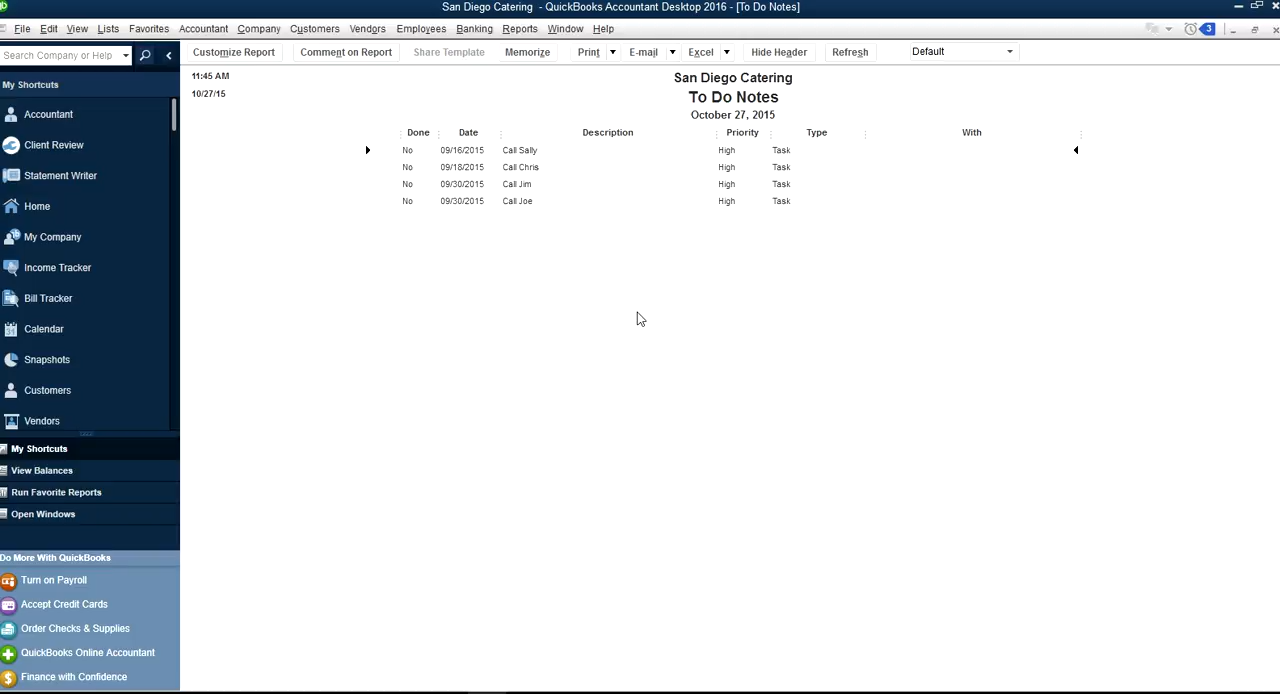 San Diego Catering - QuickBooks Accountant Desktop 2016 - [To Do Notes]
File Edit View Lists Favorites Accountant Company Customers Vendors Employees Banking Reports Window Help
3
Search Company or Help
Customize Report Comment on Report Share Template Memorize Print E-mail Excel Hide Header Refresh Default
My Shortcuts
Accountant
Client Review
Statement Writer
Home
My Company
Income Tracker
Bill Tracker
Calendar
Snapshots
Customers
Vendors
My Shortcuts
View Balances
Run Favorite Reports
Open Windows
Do More With QuickBooks
Turn on Payroll
Accept Credit Cards
Order Checks & Supplies
QuickBooks Online Accountant
Finance with Confidence
11:45 AM
10/27/15
San Diego Catering
To Do Notes
October 27, 2015
Done Date Description Priority Type With
No 09/16/2015 Call Sally High Task
No 09/18/2015 Call Chris High Task
No 09/30/2015 Call Jim High Task
No 09/30/2015 Call Joe High Task